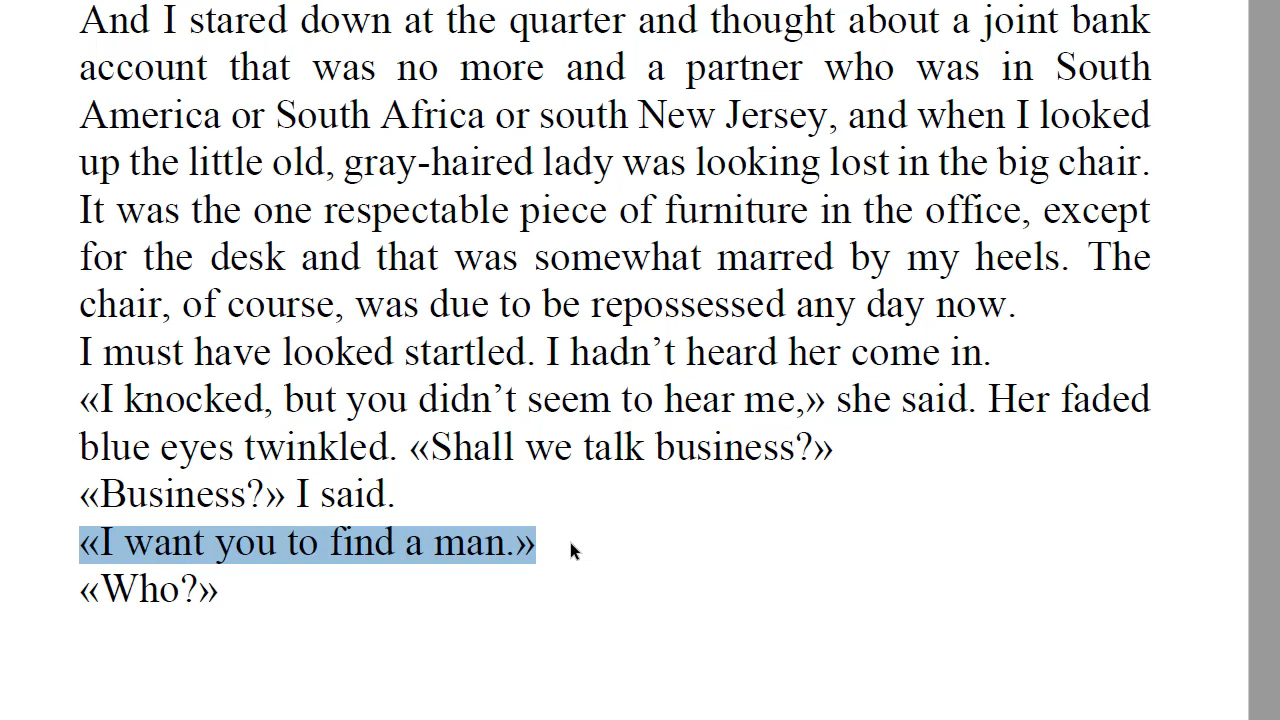 And I stared down at the quarter and thought about a joint bank
account that was no more and a partner who was in South
America or South Africa or south New Jersey, and when I looked
up the little old, gray-haired lady was looking lost in the big chair.
It was the one respectable piece of furniture in the office, except
for the desk and that was somewhat marred by my heels. The
chair, of course, was due to be repossessed any day now.
I must have looked startled. I hadn’t heard her come in.
«I knocked, but you didn’t seem to hear me,» she said. Her faded
blue eyes twinkled. «Shall we talk business?»
«Business?» I said.
«I want you to find a man.»
«Who?»